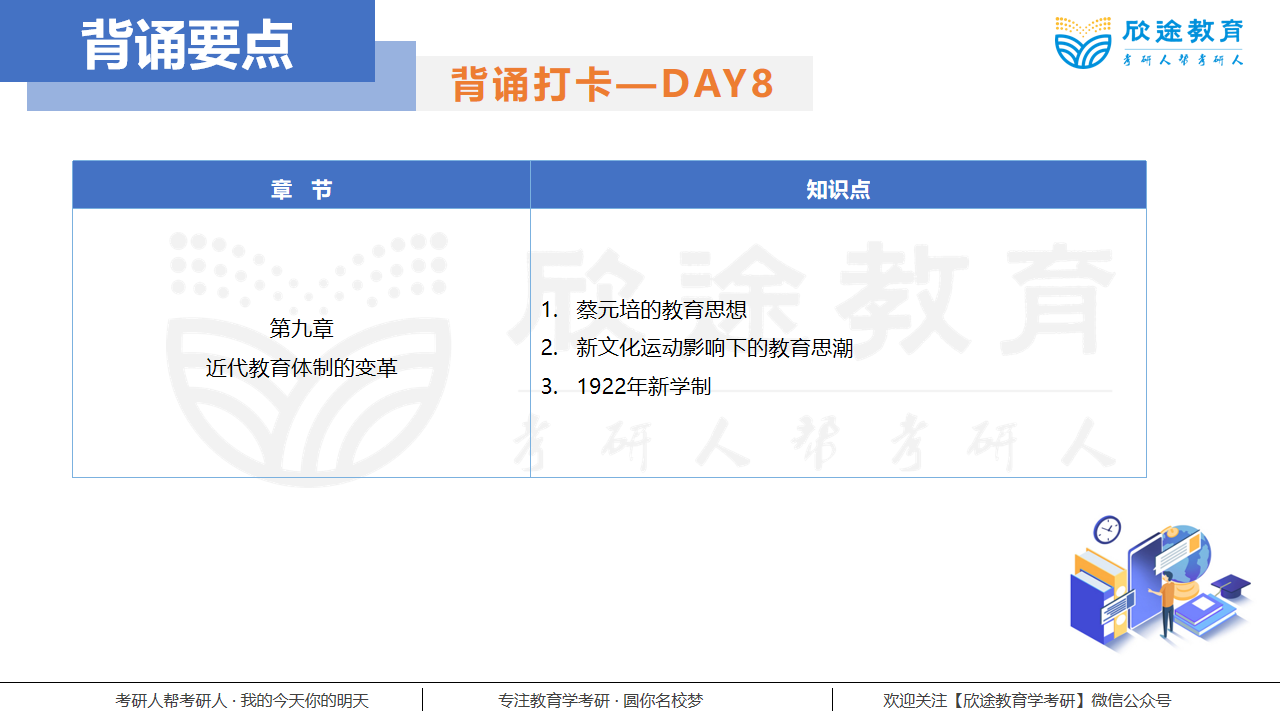 背诵要点
欣途教育
考研人帮考研人
背诵打卡—DAY8
章 节
知识点
第九章
近代教育体制的变革
1. 蔡元培的教育思想
2. 新文化运动影响下的教育思潮
3. 1922年新学制
欣途教育
考研人帮考研人
考研人帮考研人 · 我的今天你的明天
专注教育学考研 · 圆你名校梦
欢迎关注【欣途教育学考研】微信公众号